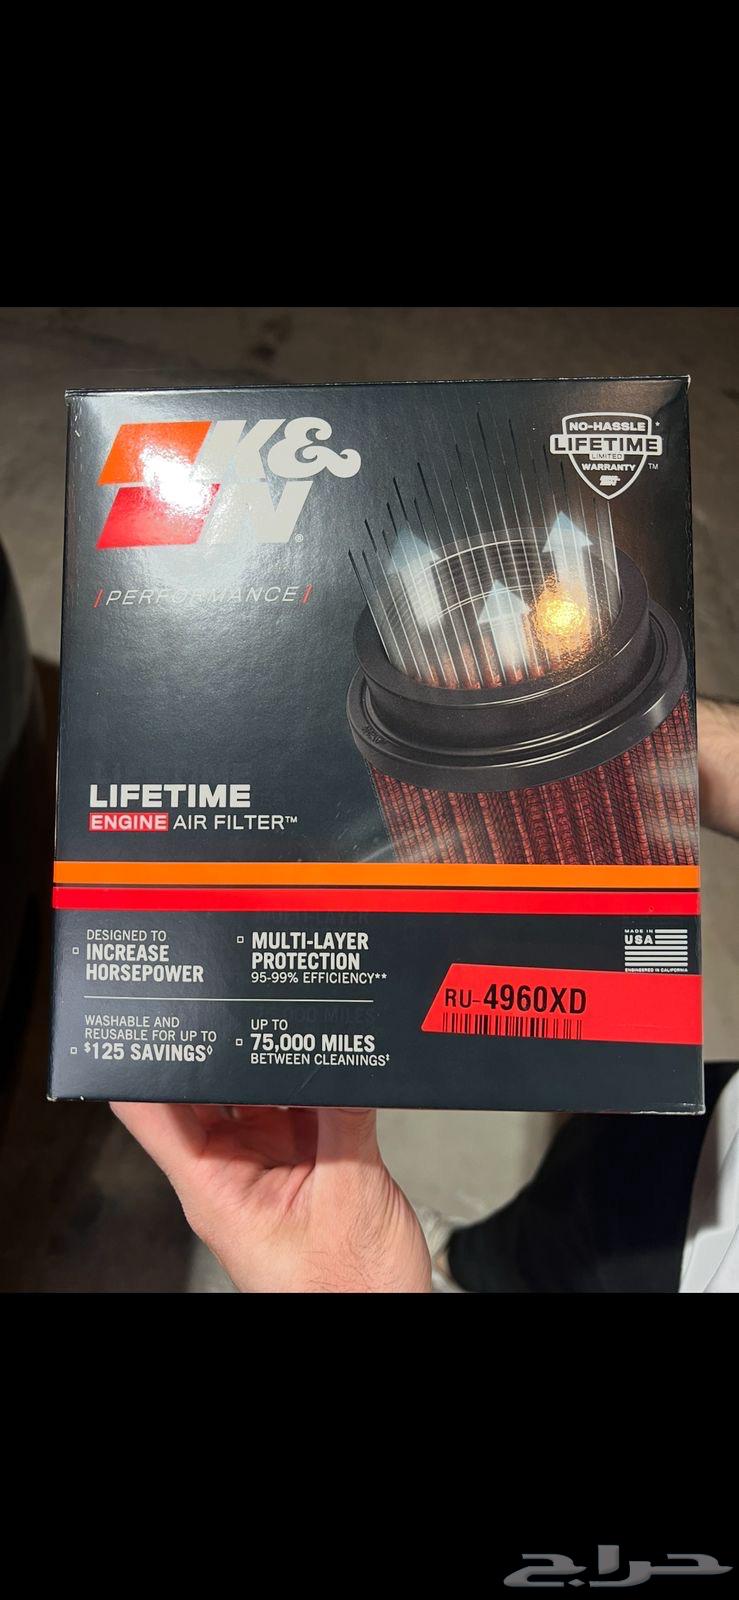 K&
N®
/PERFORMANCE/
NO-HASSLE*
LIFETIME
LIMITED
WARRANTY™
LIFETIME
ENGINE AIR FILTER™
DESIGNED TO
INCREASE
HORSEPOWER
MULTI-LAYER
PROTECTION
95-99% EFFICIENCY**
WASHABLE AND
REUSABLE FOR UP TO
$125 SAVINGS◊
UP TO
75,000 MILES
BETWEEN CLEANINGS‡
MADE IN
USA
ENGINEERED IN CALIFORNIA
RU-4960XD
حراج